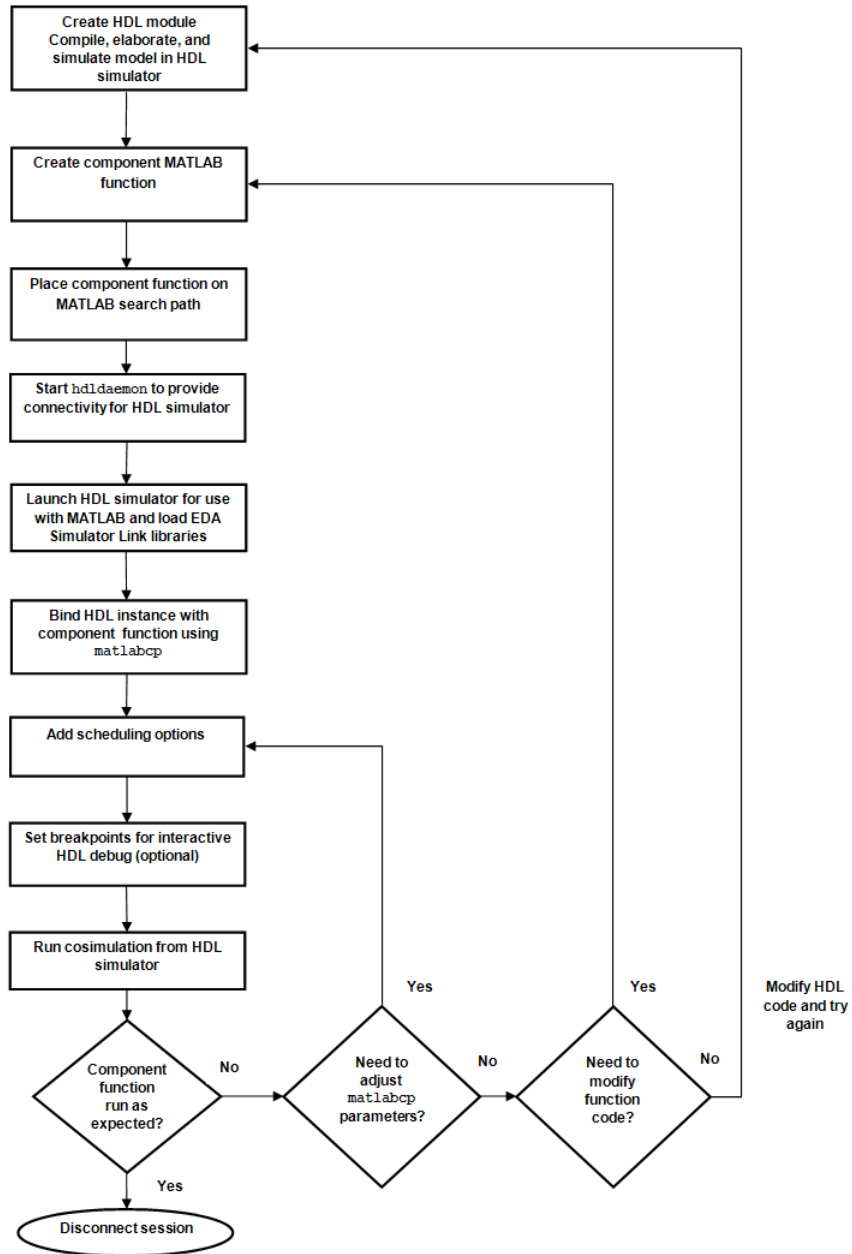 Create HDL module
Compile, elaborate, and
simulate model in HDL
simulator
Create component MATLAB
function
Place component function on
MATLAB search path
Start hdldaemon to provide
connectivity for HDL simulator
Launch HDL simulator for use
with MATLAB and load EDA
Simulator Link libraries
Bind HDL instance with
component function using
matlabcp
Add scheduling options
Set breakpoints for interactive
HDL debug (optional)
Run cosimulation from HDL
simulator
Component
function
run as
expected?
No
Yes
Need to
adjust
matlabcp
parameters?
Yes
No
Need to
modify
function
code?
Yes
No
Modify HDL
code and try
again
Disconnect session